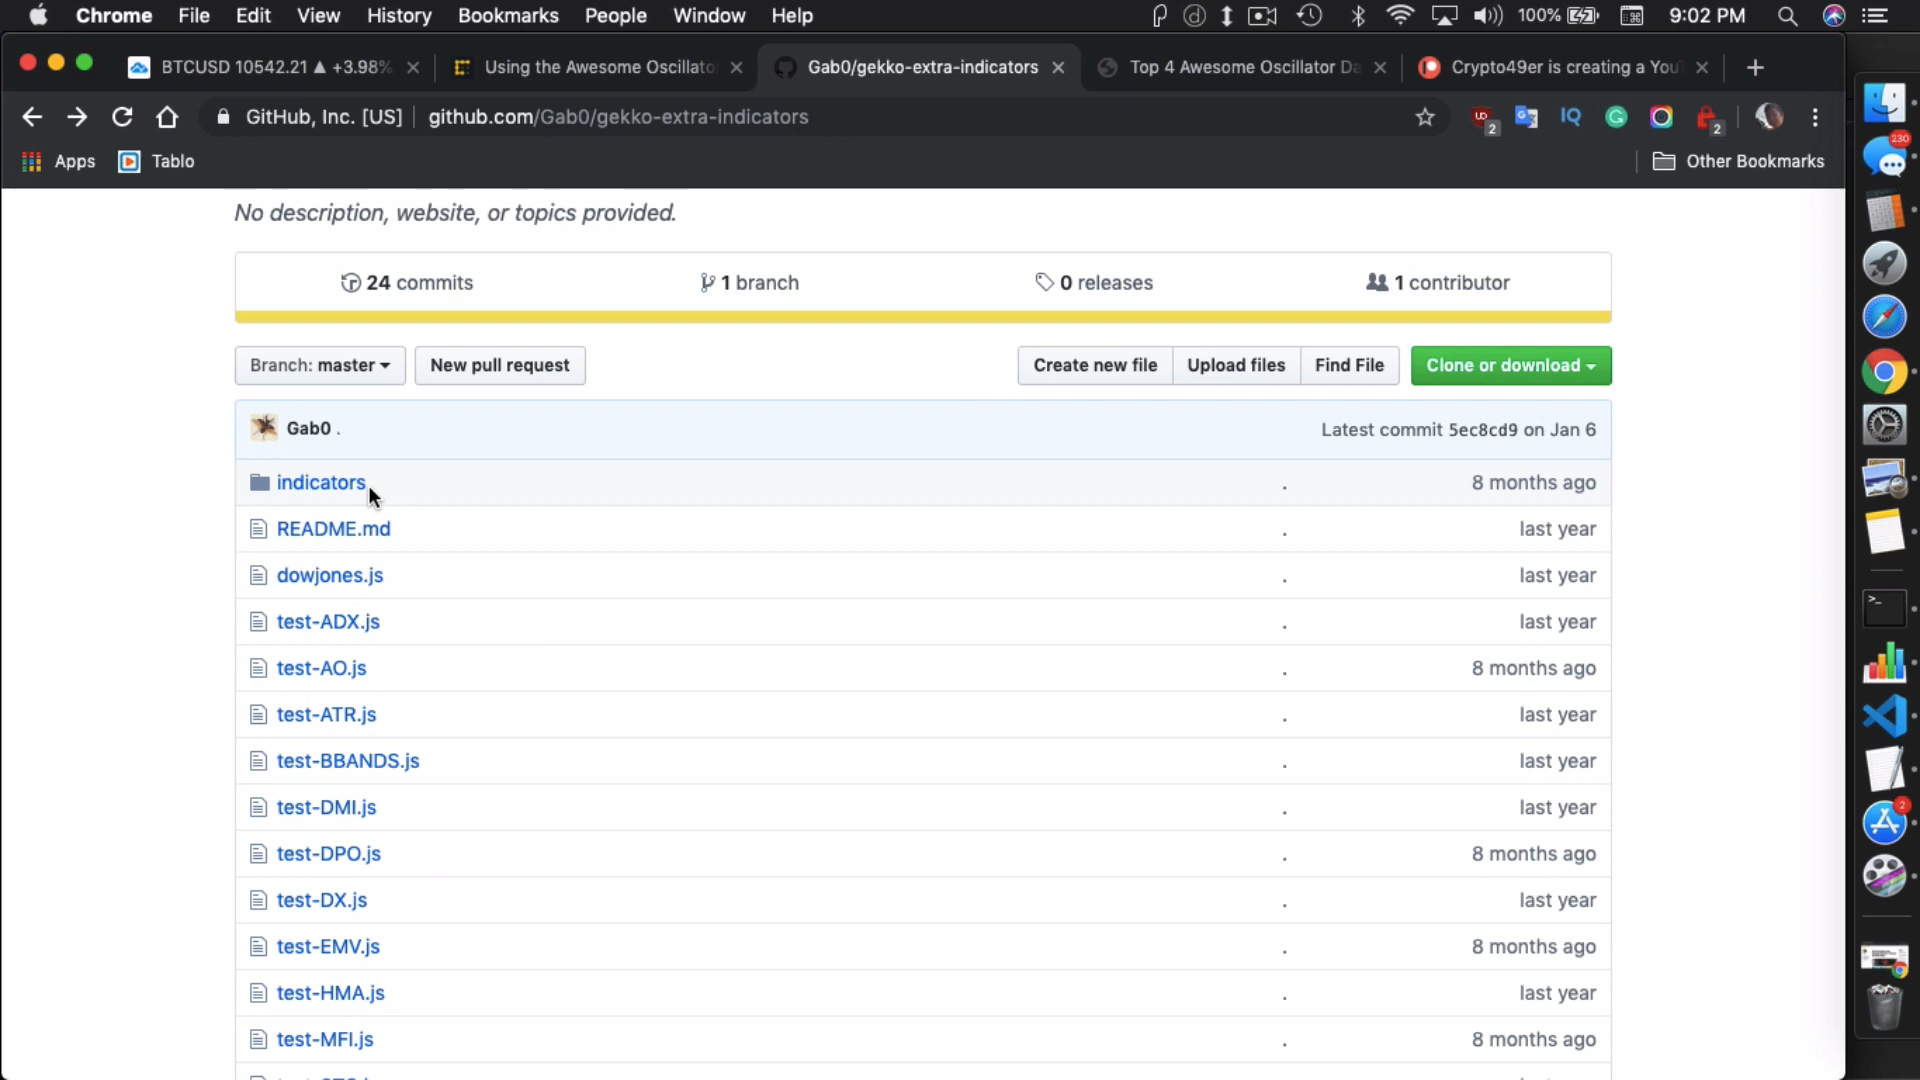 Chrome File Edit View History Bookmarks People Window Help 100% 9:02 PM
BTCUSD 10542.21 ▲ +3.98% Using the Awesome Oscillato Gab0/gekko-extra-indicators Top 4 Awesome Oscillator Da Crypto49er is creating a You
GitHub, Inc. [US] github.com/Gab0/gekko-extra-indicators 2 IQ 2
Apps Tablo Other Bookmarks
230
No description, website, or topics provided.
24 commits 1 branch 0 releases 1 contributor
Branch: master New pull request Create new file Upload files Find File Clone or download
Gab0 . Latest commit 5ec8cd9 on Jan 6
indicators . 8 months ago
README.md . last year
dowjones.js . last year
test-ADX.js . last year
test-AO.js . 8 months ago
test-ATR.js . last year
test-BBANDS.js . last year
test-DMI.js . last year
2
test-DPO.js . 8 months ago
test-DX.js . last year
test-EMV.js . 8 months ago
test-HMA.js . last year
test-MFI.js . 8 months ago